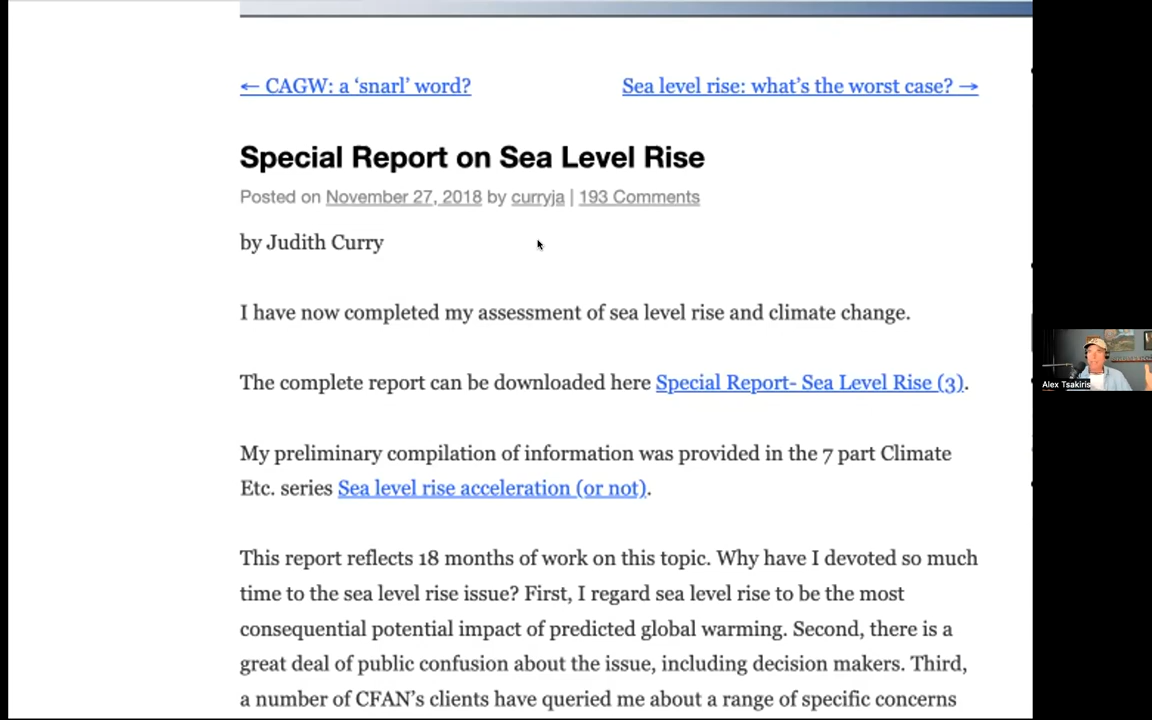 ← CAGW: a ‘snarl’ word?
Sea level rise: what’s the worst case? →
Special Report on Sea Level Rise
Posted on November 27, 2018 by curryja | 193 Comments
by Judith Curry
I have now completed my assessment of sea level rise and climate change.
The complete report can be downloaded here Special Report- Sea Level Rise (3).
My preliminary compilation of information was provided in the 7 part Climate
Etc. series Sea level rise acceleration (or not).
This report reflects 18 months of work on this topic. Why have I devoted so much
time to the sea level rise issue? First, I regard sea level rise to be the most
consequential potential impact of predicted global warming. Second, there is a
great deal of public confusion about the issue, including decision makers. Third,
a number of CFAN’s clients have queried me about a range of specific concerns
Alex Tsakiris